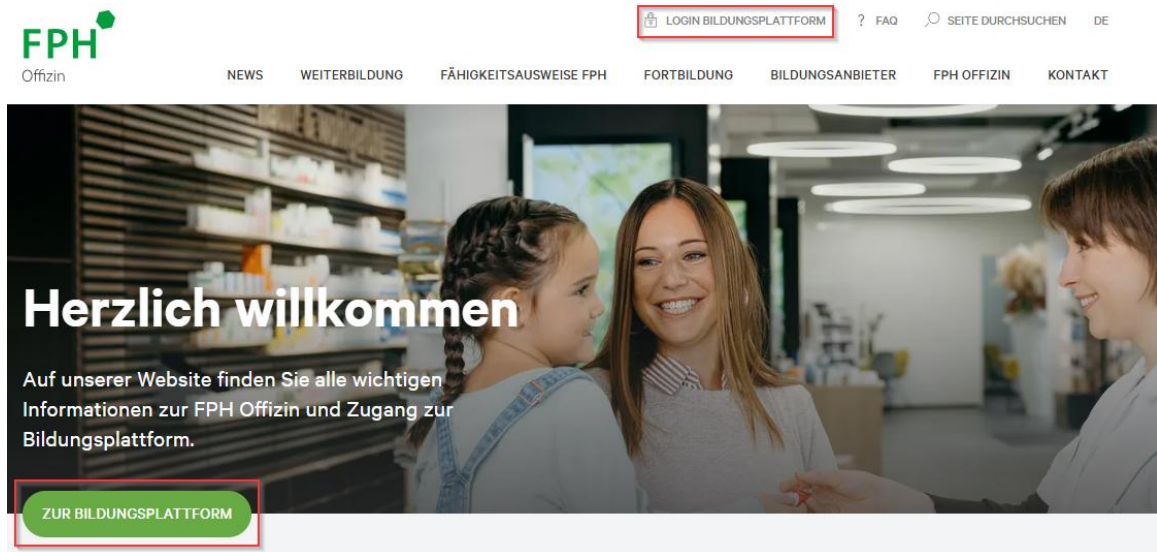 FPH
Offizin
LOGIN BILDUNGSPLATTFORM ? FAQ SEITE DURCHSUCHEN DE
NEWS WEITERBILDUNG FÄHIGKEITSAUSWEISE FPH FORTBILDUNG BILDUNGSANBIETER FPH OFFIZIN KONTAKT
Herzlich willkommen
Auf unserer Website finden Sie alle wichtigen
Informationen zur FPH Offizin und Zugang zur
Bildungsplattform.
ZUR BILDUNGSPLATTFORM